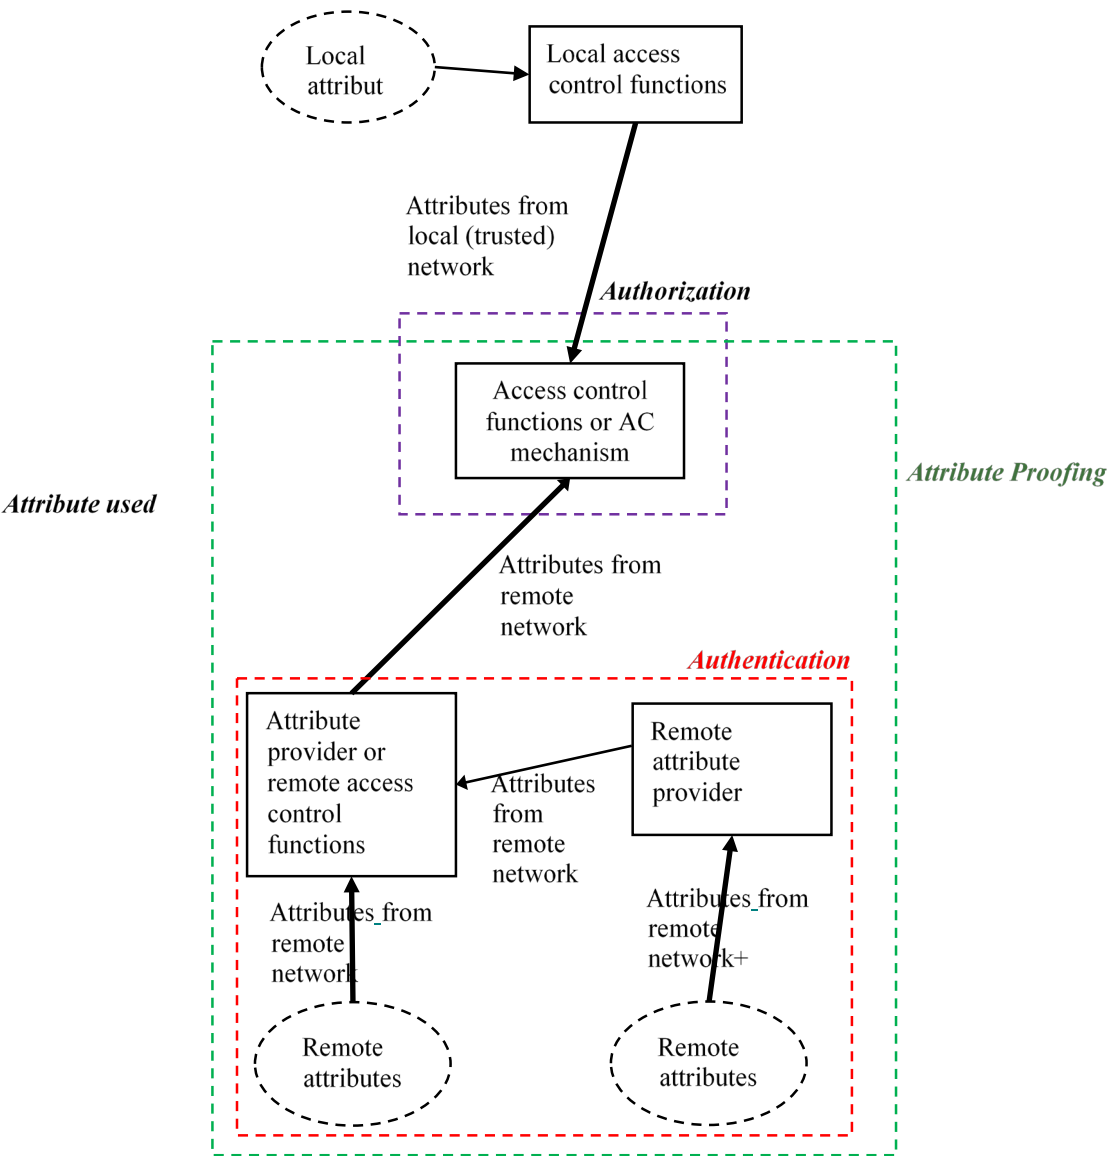 Local
attribut
Local access
control functions
Attributes from
local (trusted)
network
Authorization
Access control
functions or AC
mechanism
Attribute Proofing
Attribute used
Attributes from
remote
network
Authentication
Attribute
provider or
remote access
control
functions
Remote
attribute
provider
Attributes
from
remote
network
Attributes from
remote
network
Attributes from
remote
network+
Remote
attributes
Remote
attributes